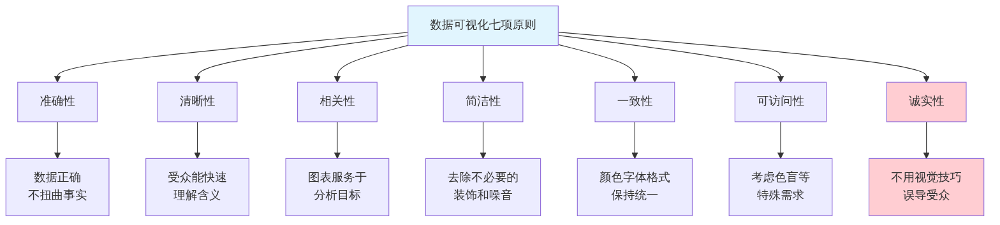 数据可视化七项原则
准确性
清晰性
相关性
简洁性
一致性
可访问性
诚实性
数据正确
不扭曲事实
受众能快速
理解含义
图表服务于
分析目标
去除不必要的
装饰和噪音
颜色字体格式
保持统一
考虑色盲等
特殊需求
不用视觉技巧
误导受众